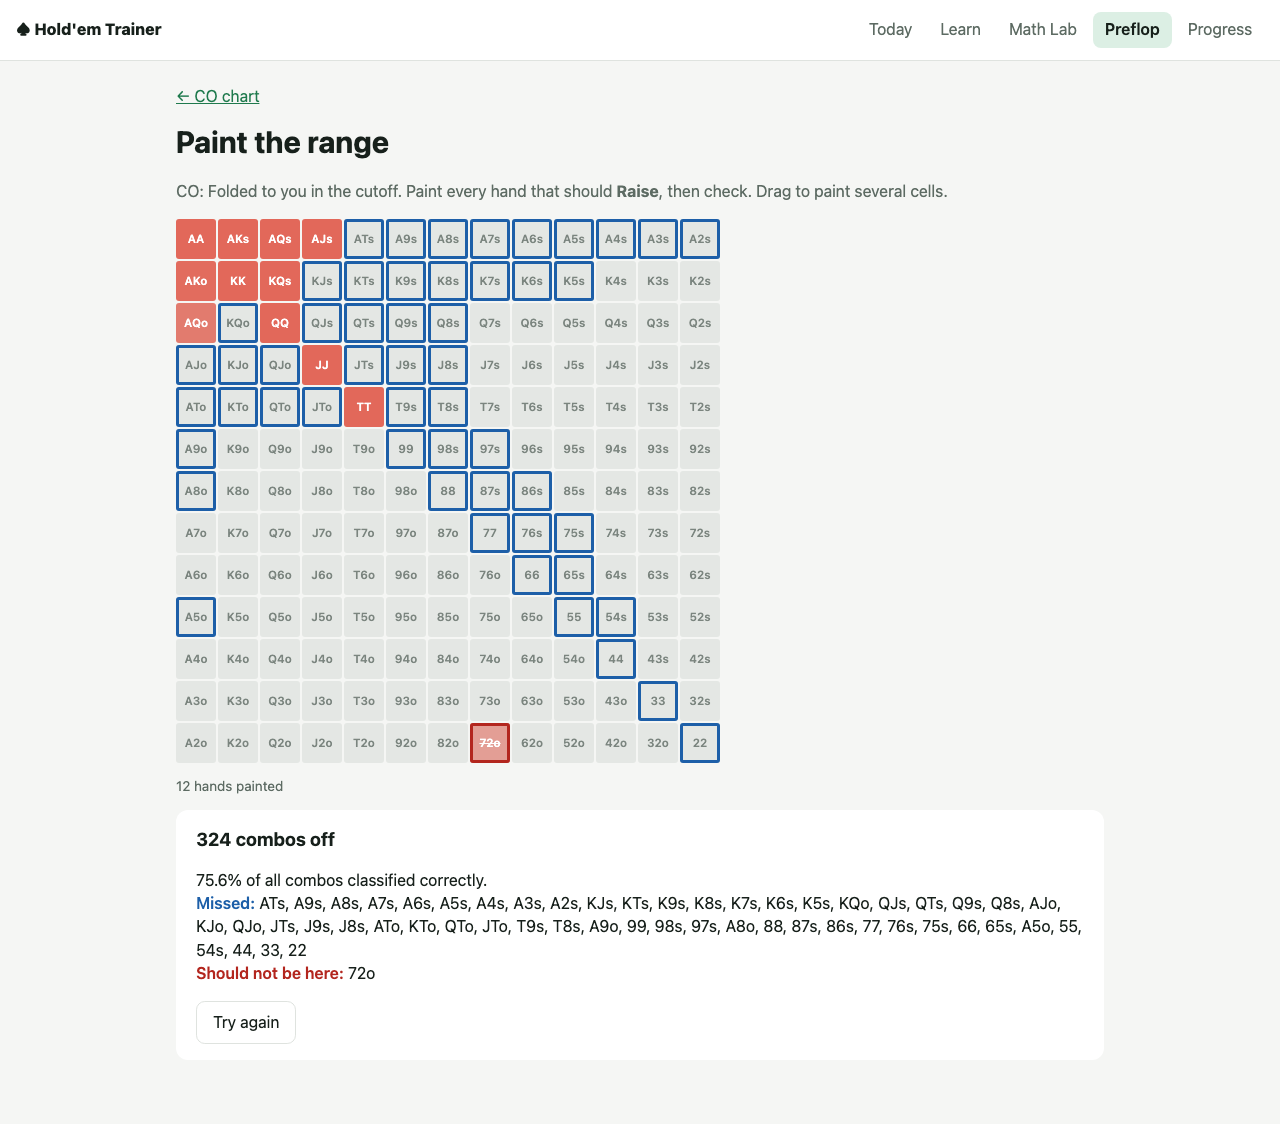 ♠ Hold'em Trainer
Today Learn Math Lab Preflop Progress
← CO chart
Paint the range
CO: Folded to you in the cutoff. Paint every hand that should Raise, then check. Drag to paint several cells.
AA AKs AQs AJs ATs A9s A8s A7s A6s A5s A4s A3s A2s
AKo KK KQs KJs KTs K9s K8s K7s K6s K5s K4s K3s K2s
AQo KQo QQ QJs QTs Q9s Q8s Q7s Q6s Q5s Q4s Q3s Q2s
AJo KJo QJo JJ JTs J9s J8s J7s J6s J5s J4s J3s J2s
ATo KTo QTo JTo TT T9s T8s T7s T6s T5s T4s T3s T2s
A9o K9o Q9o J9o T9o 99 98s 97s 96s 95s 94s 93s 92s
A8o K8o Q8o J8o T8o 98o 88 87s 86s 85s 84s 83s 82s
A7o K7o Q7o J7o T7o 97o 87o 77 76s 75s 74s 73s 72s
A6o K6o Q6o J6o T6o 96o 86o 76o 66 65s 64s 63s 62s
A5o K5o Q5o J5o T5o 95o 85o 75o 65o 55 54s 53s 52s
A4o K4o Q4o J4o T4o 94o 84o 74o 64o 54o 44 43s 42s
A3o K3o Q3o J3o T3o 93o 83o 73o 63o 53o 43o 33 32s
A2o K2o Q2o J2o T2o 92o 82o 72o 62o 52o 42o 32o 22
12 hands painted
324 combos off
75.6% of all combos classified correctly.
Missed: ATs, A9s, A8s, A7s, A6s, A5s, A4s, A3s, A2s, KJs, KTs, K9s, K8s, K7s, K6s, K5s, KQo, QJs, QTs, Q9s, Q8s, AJo,
KJo, QJo, JTs, J9s, J8s, ATo, KTo, QTo, JTo, T9s, T8s, A9o, 99, 98s, 97s, A8o, 88, 87s, 86s, 77, 76s, 75s, 66, 65s, A5o, 55,
54s, 44, 33, 22
Should not be here: 72o
Try again